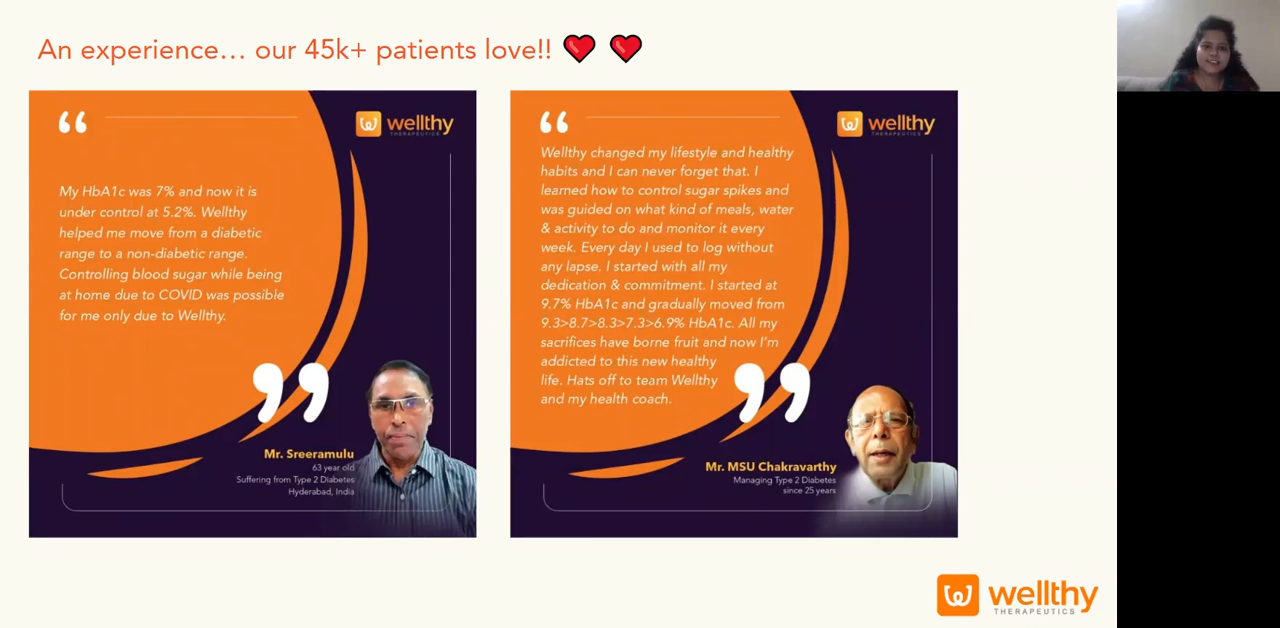 An experience... our 45k+ patients love!!
wellthy
THERAPEUTICS
My HbA1c was 7% and now it is
under control at 5.2%. Wellthy
helped me move from a diabetic
range to a non-diabetic range.
Controlling blood sugar while being
at home due to COVID was possible
for me only due to Wellthy.
Mr. Sreeramulu
63 year old
Suffering from Type 2 Diabetes
Hyderabad, India
wellthy
THERAPEUTICS
Wellthy changed my lifestyle and healthy
habits and I can never forget that. I
learned how to control sugar spikes and
was guided on what kind of meals, water
& activity to do and monitor it every
week. Every day I used to log without
any lapse. I started with all my
dedication & commitment. I started at
9.7% HbA1c and gradually moved from
9.3>8.7>8.3>7.3>6.9% HbA1c. All my
sacrifices have borne fruit and now I'm
addicted to this new healthy
life. Hats off to team Wellthy
and my health coach.
Mr. MSU Chakravarthy
Managing Type 2 Diabetes
since 25 years
wellthy
THERAPEUTICS